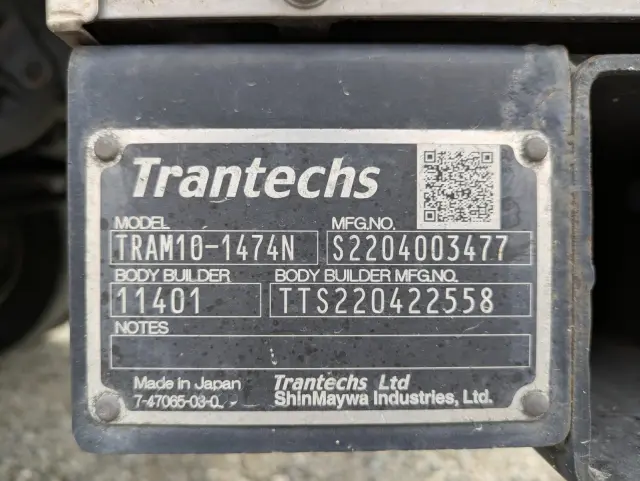 Trantechs
MODEL MFG.NO.
TRAM10-1474N S2204003477
BODY BUILDER BODY BUILDER MFG.NO.
11401 TTS220422558
NOTES
Made in Japan Trantechs Ltd
7-47065-03-0 ShinMaywa Industries, Ltd.